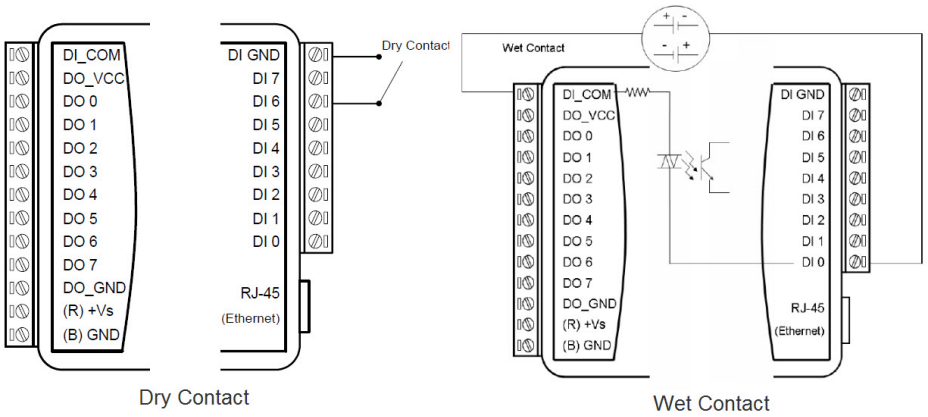 DI_COM
DO_VCC
DO 0
DO 1
DO 2
DO 3
DO 4
DO 5
DO 6
DO 7
DO_GND
(R) +Vs
(B) GND
DI GND
DI 7
DI 6
DI 5
DI 4
DI 3
DI 2
DI 1
DI 0
RJ-45
(Ethernet)
Dry Contact
Dry Contact
Wet Contact
+ -
- +
DI_COM
DO_VCC
DO 0
DO 1
DO 2
DO 3
DO 4
DO 5
DO 6
DO 7
DO_GND
(R) +Vs
(B) GND
DI GND
DI 7
DI 6
DI 5
DI 4
DI 3
DI 2
DI 1
DI 0
RJ-45
(Ethernet)
Wet Contact